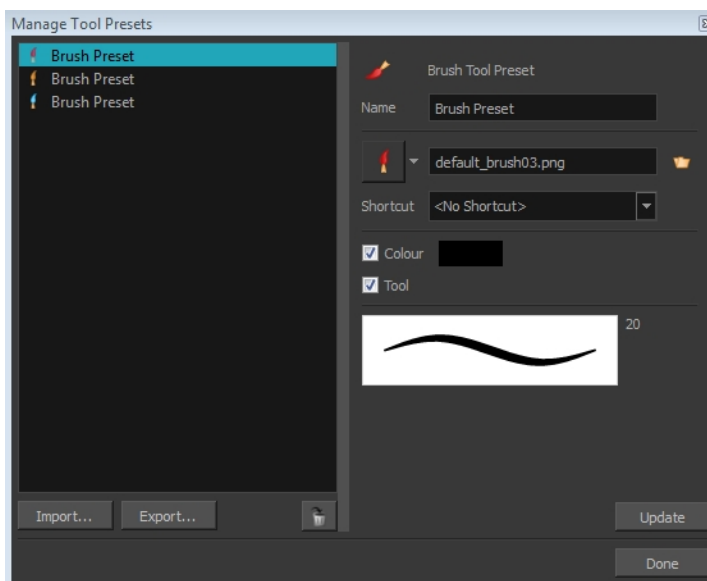 Manage Tool Presets
Brush Preset
Brush Preset
Brush Preset
Import...
Export...
Brush Tool Preset
Name
Brush Preset
default_brush03.png
Shortcut
<No Shortcut>
Colour
Tool
20
Update
Done